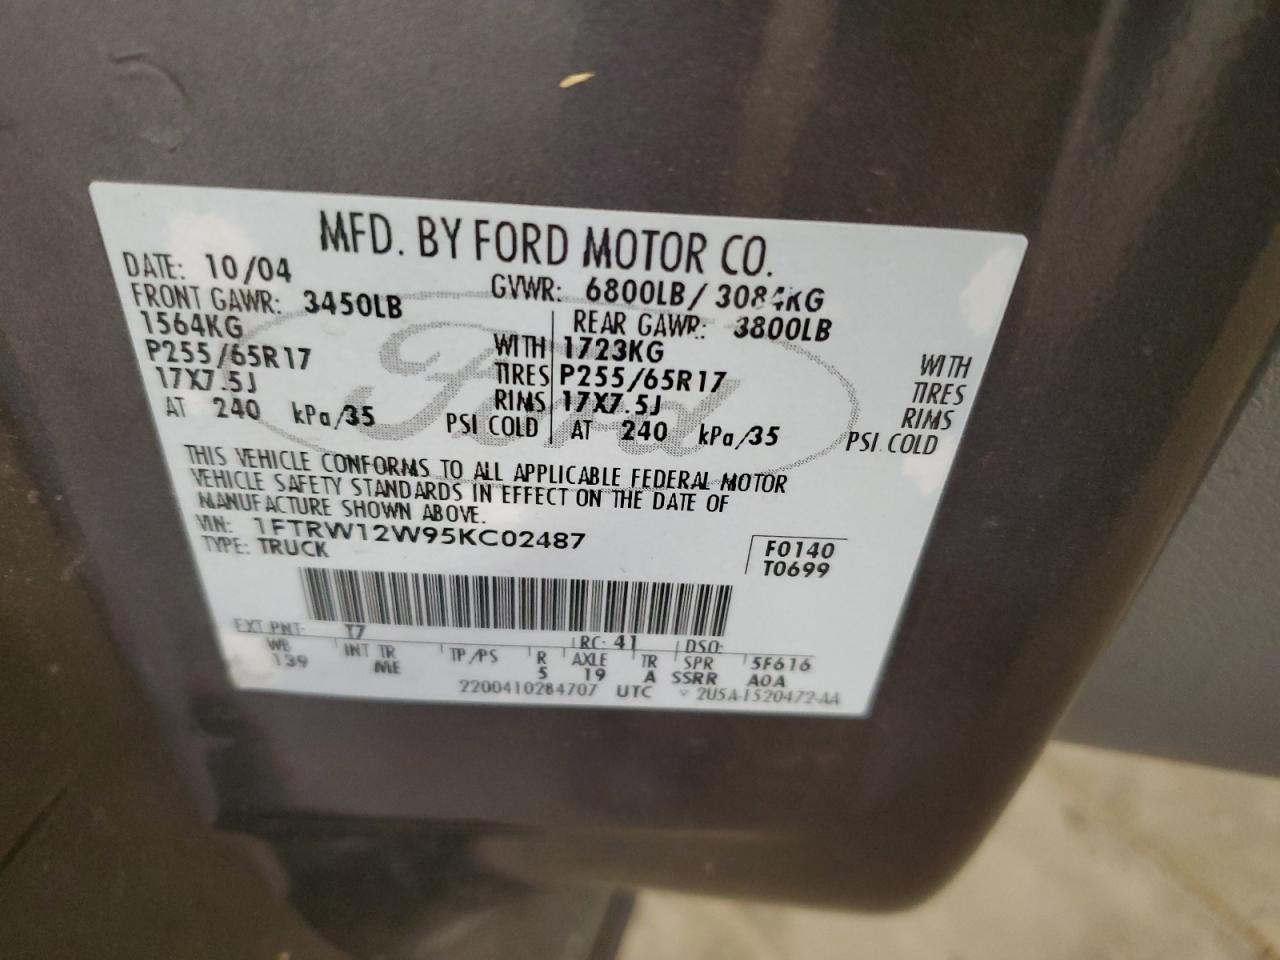 MFD. BY FORD MOTOR CO.
DATE: 10/04 GVWR: 6800LB/ 3084KG
FRONT GAWR: 3450LB REAR GAWR: 3800LB
1564KG WITH 1723KG WITH
P255/65R17 TIRES P255/65R17 TIRES
17X7.5J RIMS 17X7.5J RIMS
AT 240 kPa/35 PSI COLD AT 240 kPa/35 PSI COLD
Ford
THIS VEHICLE CONFORMS TO ALL APPLICABLE FEDERAL MOTOR
VEHICLE SAFETY STANDARDS IN EFFECT ON THE DATE OF
MANUFACTURE SHOWN ABOVE.
VIN: 1FTRW12W95KC02487 F0140
TYPE: TRUCK T0699
EXT PNT: T7 RC: 41 DSO:
WB INT TR TP/PS R AXLE TR SPR 5F616
139 ME 5 19 A SSRR A0A
2200410284707 UTC 2U5A-1520472-AA